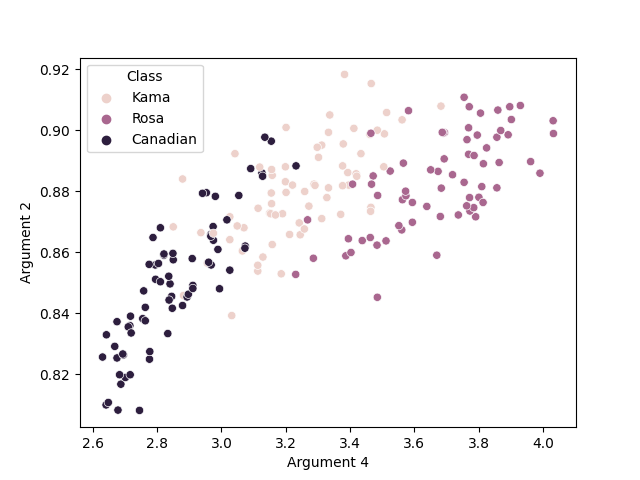 Class
Kama
Rosa
Canadian
0.92
0.90
0.88
0.86
0.84
0.82
Argument 2
2.6 2.8 3.0 3.2 3.4 3.6 3.8 4.0
Argument 4